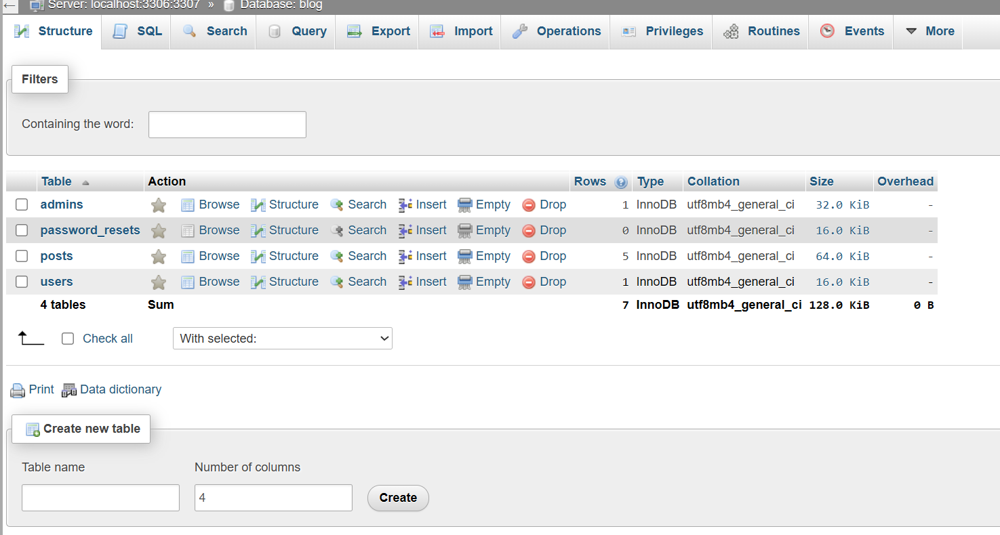 Server: localhost:3306:3307 » Database: blog
Structure SQL Search Query Export Import Operations Privileges Routines Events More
Filters
Containing the word:
Table Action Rows Type Collation Size Overhead
admins Browse Structure Search Insert Empty Drop 1 InnoDB utf8mb4_general_ci 32.0 KiB -
password_resets Browse Structure Search Insert Empty Drop 0 InnoDB utf8mb4_general_ci 16.0 KiB -
posts Browse Structure Search Insert Empty Drop 5 InnoDB utf8mb4_general_ci 64.0 KiB -
users Browse Structure Search Insert Empty Drop 1 InnoDB utf8mb4_general_ci 16.0 KiB -
4 tables Sum 7 InnoDB utf8mb4_general_ci 128.0 KiB 0 B
Check all With selected:
Print Data dictionary
Create new table
Table name Number of columns
4 Create